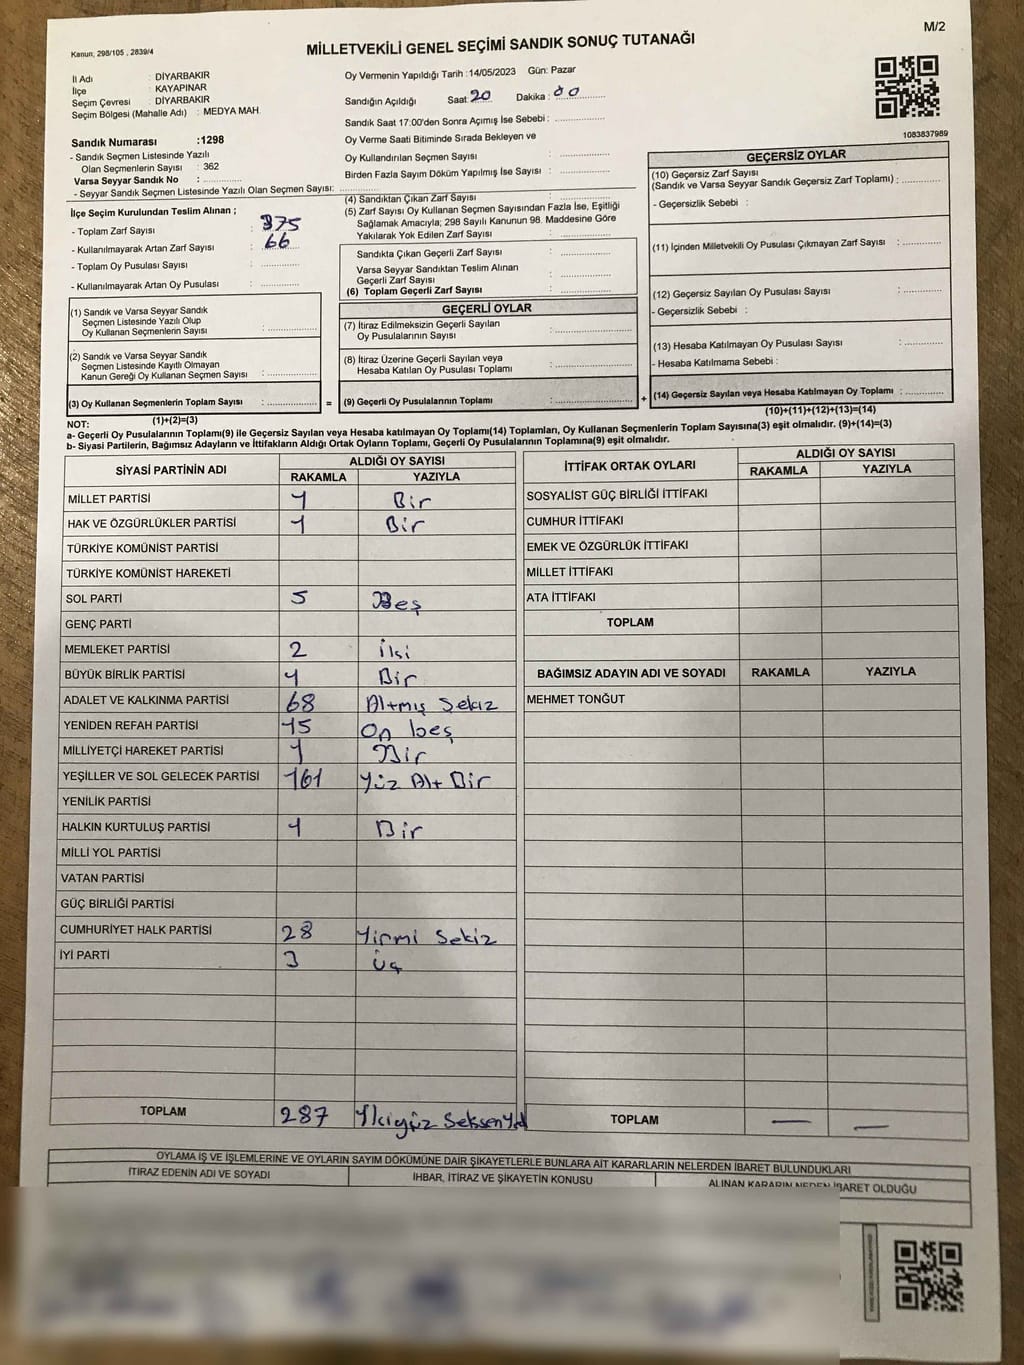 M/2
Kanun, 298/105 , 2839/4
MİLLETVEKİLİ GENEL SEÇİMİ SANDIK SONUÇ TUTANAĞI
İl Adı : DİYARBAKIR
İlçe : KAYAPINAR
Seçim Çevresi : DİYARBAKIR
Seçim Bölgesi (Mahalle Adı) : MEDYA MAH.
Oy Vermenin Yapıldığı Tarih :14/05/2023 Gün: Pazar
Sandığın Açıldığı Saat 20 Dakika : 00
Sandık Saat 17:00'den Sonra Açımış İse Sebebi :
Oy Verme Saati Bitiminde Sırada Bekleyen ve
Oy Kullandırılan Seçmen Sayısı :
Birden Fazla Sayım Döküm Yapılmış İse Sayısı :
1083837989
Sandık Numarası :1298
- Sandık Seçmen Listesinde Yazılı
Olan Seçmenlerin Sayısı : 362
Varsa Seyyar Sandık No :
- Seyyar Sandık Seçmen Listesinde Yazılı Olan Seçmen Sayısı:
İlçe Seçim Kurulundan Teslim Alınan ;
- Toplam Zarf Sayısı : 375
- Kullanılmayarak Artan Zarf Sayısı : 66
- Toplam Oy Pusulası Sayısı :
- Kullanılmayarak Artan Oy Pusulası :
(4) Sandıktan Çıkan Zarf Sayısı :
(5) Zarf Sayısı Oy Kullanan Seçmen Sayısından Fazla İse, Eşitliği
Sağlamak Amacıyla; 298 Sayılı Kanunun 98. Maddesine Göre
Yakılarak Yok Edilen Zarf Sayısı :
Sandıkta Çıkan Geçerli Zarf Sayısı :
Varsa Seyyar Sandıktan Teslim Alınan
Geçerli Zarf Sayısı :
(6) Toplam Geçerli Zarf Sayısı :
GEÇERSİZ OYLAR
(10) Geçersiz Zarf Sayısı
(Sandık ve Varsa Seyyar Sandık Geçersiz Zarf Toplamı) :
- Geçersizlik Sebebi :
(11) İçinden Milletvekili Oy Pusulası Çıkmayan Zarf Sayısı :
(12) Geçersiz Sayılan Oy Pusulası Sayısı :
- Geçersizlik Sebebi :
(13) Hesaba Katılmayan Oy Pusulası Sayısı :
- Hesaba Katılmama Sebebi :
(14) Geçersiz Sayılan veya Hesaba Katılmayan Oy Toplamı :
(10)+(11)+(12)+(13)=(14)
(1) Sandık ve Varsa Seyyar Sandık
Seçmen Listesinde Yazılı Olup
Oy Kullanan Seçmenlerin Sayısı :
(2) Sandık ve Varsa Seyyar Sandık
Seçmen Listesinde Kayıtlı Olmayan
Kanun Gereği Oy Kullanan Seçmen Sayısı :
(3) Oy Kullanan Seçmenlerin Toplam Sayısı : =
(1)+(2)=(3)
GEÇERLİ OYLAR
(7) İtiraz Edilmeksizin Geçerli Sayılan
Oy Pusulalarının Sayısı :
(8) İtiraz Üzerine Geçerli Sayılan veya
Hesaba Katılan Oy Pusulası Toplamı :
(9) Geçerli Oy Pusulalarının Toplamı : +
NOT:
a- Geçerli Oy Pusulalarının Toplamı(9) ile Geçersiz Sayılan veya Hesaba katılmayan Oy Toplamı(14) Toplamları, Oy Kullanan Seçmenlerin Toplam Sayısına(3) eşit olmalıdır. (9)+(14)=(3)
b- Siyasi Partilerin, Bağımsız Adayların ve İttifakların Aldığı Ortak Oyların Toplamı, Geçerli Oy Pusulalarının Toplamına(9) eşit olmalıdır.
SİYASİ PARTİNİN ADI ALDIĞI OY SAYISI
RAKAMLA YAZIYLA
MİLLET PARTİSİ 1 Bir
HAK VE ÖZGÜRLÜKLER PARTİSİ 1 Bir
TÜRKİYE KOMÜNİST PARTİSİ
TÜRKİYE KOMÜNİST HAREKETİ
SOL PARTİ 5 Beş
GENÇ PARTİ
MEMLEKET PARTİSİ 2 İki
BÜYÜK BİRLİK PARTİSİ 1 Bir
ADALET VE KALKINMA PARTİSİ 68 Altmış Sekiz
YENİDEN REFAH PARTİSİ 15 On beş
MİLLİYETÇİ HAREKET PARTİSİ 1 Bir
YEŞİLLER VE SOL GELECEK PARTİSİ 161 Yüz Alt Bir
YENİLİK PARTİSİ
HALKIN KURTULUŞ PARTİSİ 1 Bir
MİLLİ YOL PARTİSİ
VATAN PARTİSİ
GÜÇ BİRLİĞİ PARTİSİ
CUMHURİYET HALK PARTİSİ 28 Yirmi Sekiz
İYİ PARTİ 3 Üç
TOPLAM 287 İkiyüz Seksen
İTTİFAK ORTAK OYLARI ALDIĞI OY SAYISI
RAKAMLA YAZIYLA
SOSYALİST GÜÇ BİRLİĞİ İTTİFAKI
CUMHUR İTTİFAKI
EMEK VE ÖZGÜRLÜK İTTİFAKI
MİLLET İTTİFAKI
ATA İTTİFAKI
TOPLAM
BAĞIMSIZ ADAYIN ADI VE SOYADI RAKAMLA YAZIYLA
MEHMET TONĞUT
TOPLAM — —
OYLAMA İŞ VE İŞLEMLERİNE VE OYLARIN SAYIM DÖKÜMÜNE DAİR ŞİKAYETLERLE BUNLARA AİT KARARLARIN NELERDEN İBARET BULUNDUKLARI
İTİRAZ EDENİN ADI VE SOYADI İHBAR, İTİRAZ VE ŞİKAYETİN KONUSU ALINAN KARARIN NEDEN İBARET OLDUĞU